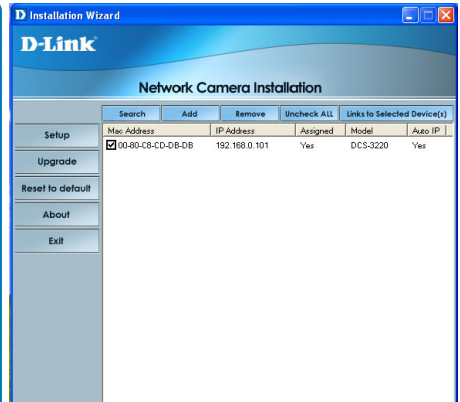 Installation Wizard
D-Link
Network Camera Installation
Search Add Remove Uncheck ALL Links to Selected Device(s)
Mac Address IP Address Assigned Model Auto IP
00-80-C8-CD-DB-DB 192.168.0.101 Yes DCS-3220 Yes
Setup
Upgrade
Reset to default
About
Exit